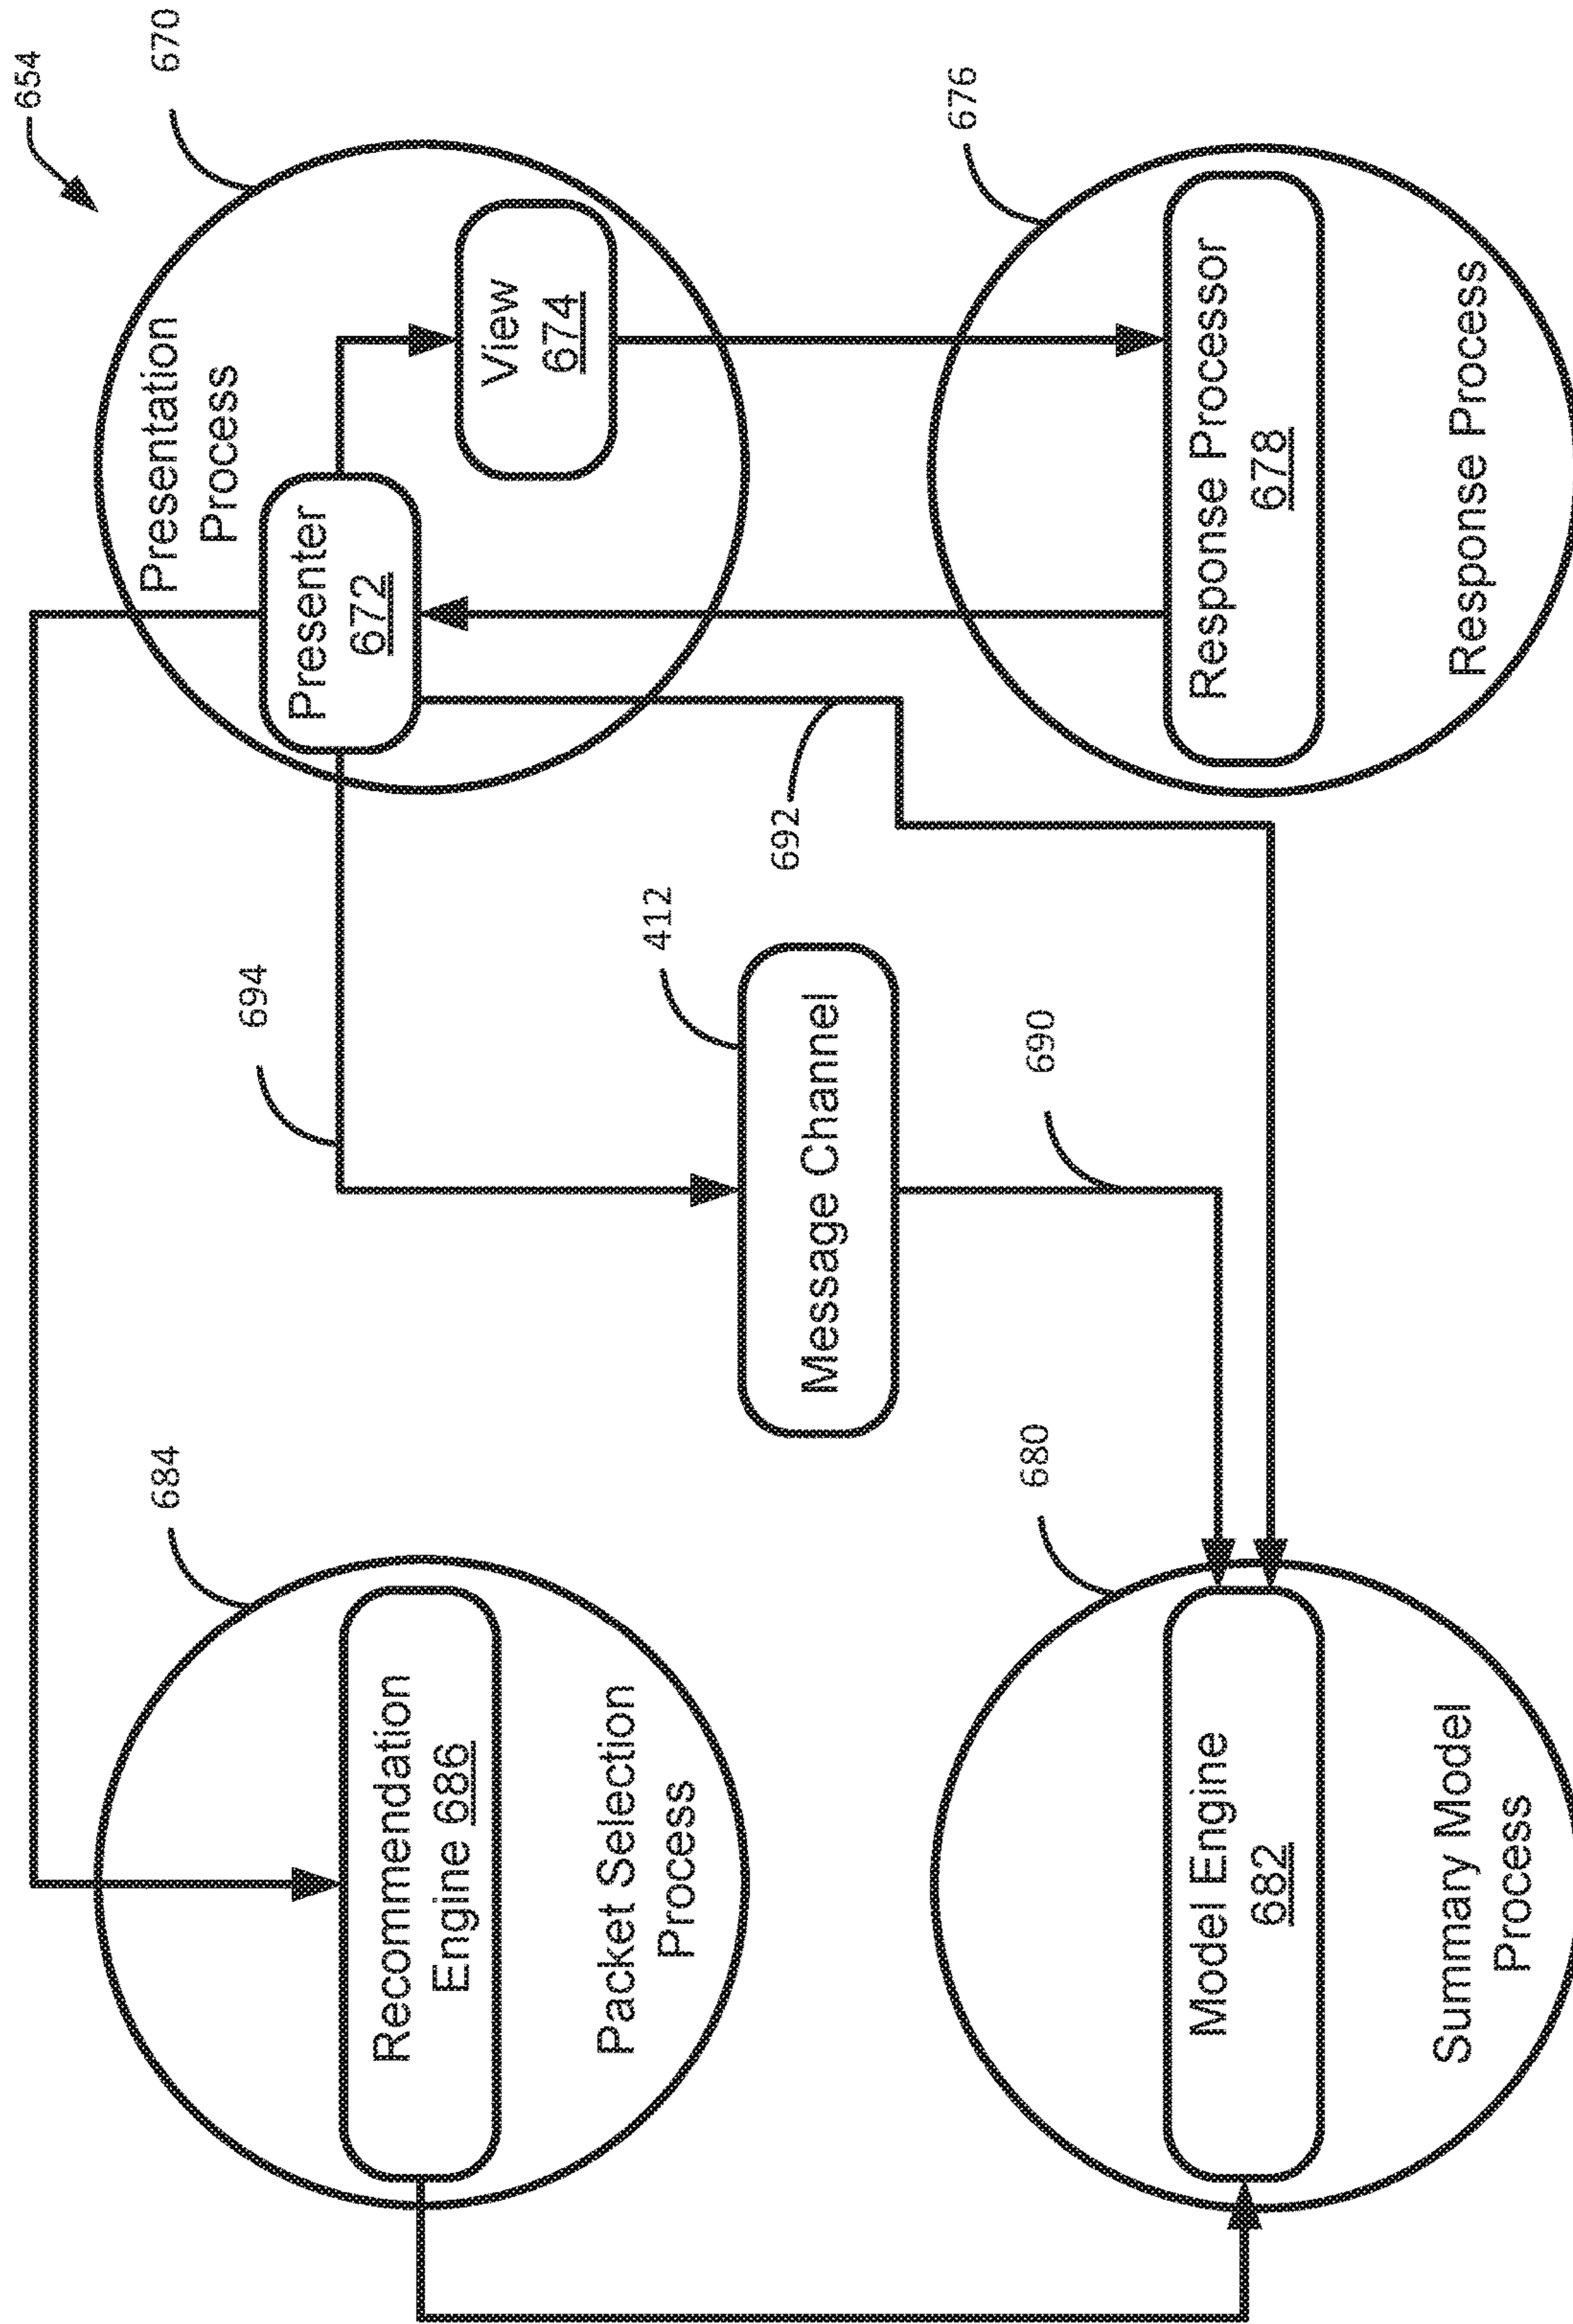 654
684
670
Presentation
Process
Recommendation
Engine 686
694
Presenter
672
View
674
Packet Selection
Process
412
Message Channel
692
680
690
676
Model Engine
682
Response Processor
678
Summary Model
Process
Response Process